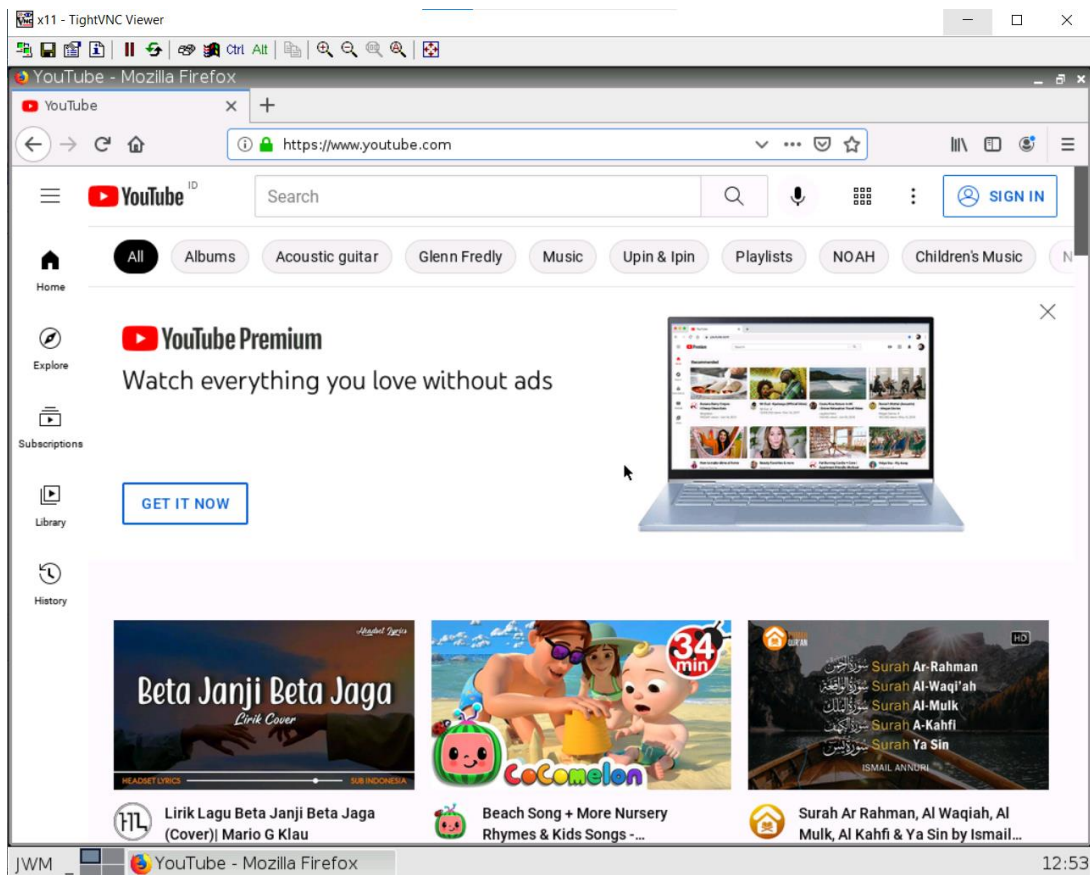 x11 - TightVNC Viewer
Ctrl Alt
YouTube - Mozilla Firefox
YouTube
https://www.youtube.com
YouTube ID
Search
SIGN IN
All Albums Acoustic guitar Glenn Fredly Music Upin & Ipin Playlists NOAH Children's Music N
Home
Explore
Subscriptions
Library
History
YouTube Premium
Watch everything you love without ads
GET IT NOW
Headset Lyrics
Beta Janji Beta Jaga
Lirik Cover
HEADSET LYRICS
SUB INDONESIA
HL
Lirik Lagu Beta Janji Beta Jaga
(Cover)| Mario G Klau
34
min
CoComelon
Beach Song + More Nursery
Rhymes & Kids Songs -...
HD
Surah Ar-Rahman
Surah Al-Waqi'ah
Surah Al-Mulk
Surah A-Kahfi
Surah Ya Sin
ISMAIL ANNURI
Surah Ar Rahman, Al Waqiah, Al
Mulk, Al Kahfi & Ya Sin by Ismail...
JWM
YouTube - Mozilla Firefox
12:53